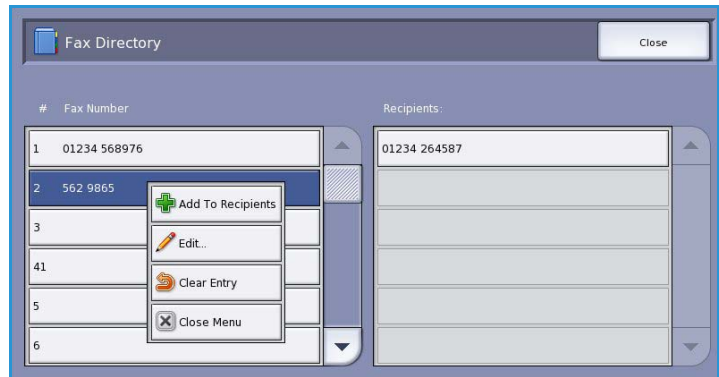 Fax Directory
Close
# Fax Number
Recipients:
1 01234 568976
01234 264587
2 562 9865
Add To Recipients
3
Edit...
41
Clear Entry
5
Close Menu
6